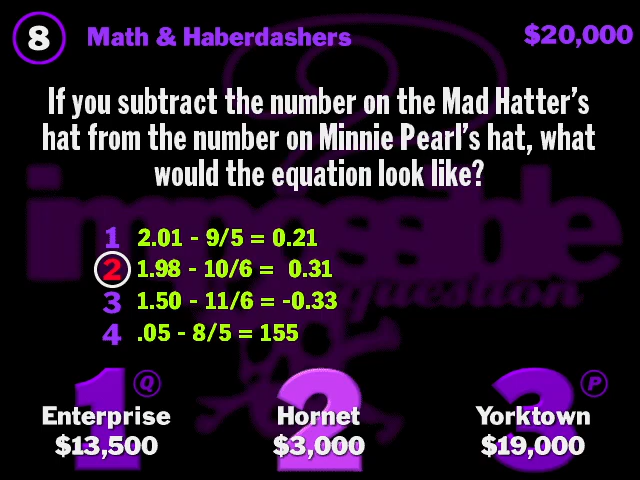 8 Math & Haberdashers $20,000
If you subtract the number on the Mad Hatter's
hat from the number on Minnie Pearl's hat, what
would the equation look like?
impossible
question
1 2.01 - 9/5 = 0.21
2 1.98 - 10/6 = 0.31
3 1.50 - 11/6 = -0.33
4 .05 - 8/5 = 155
1 Q 2 3 P
Enterprise Hornet Yorktown
$13,500 $3,000 $19,000